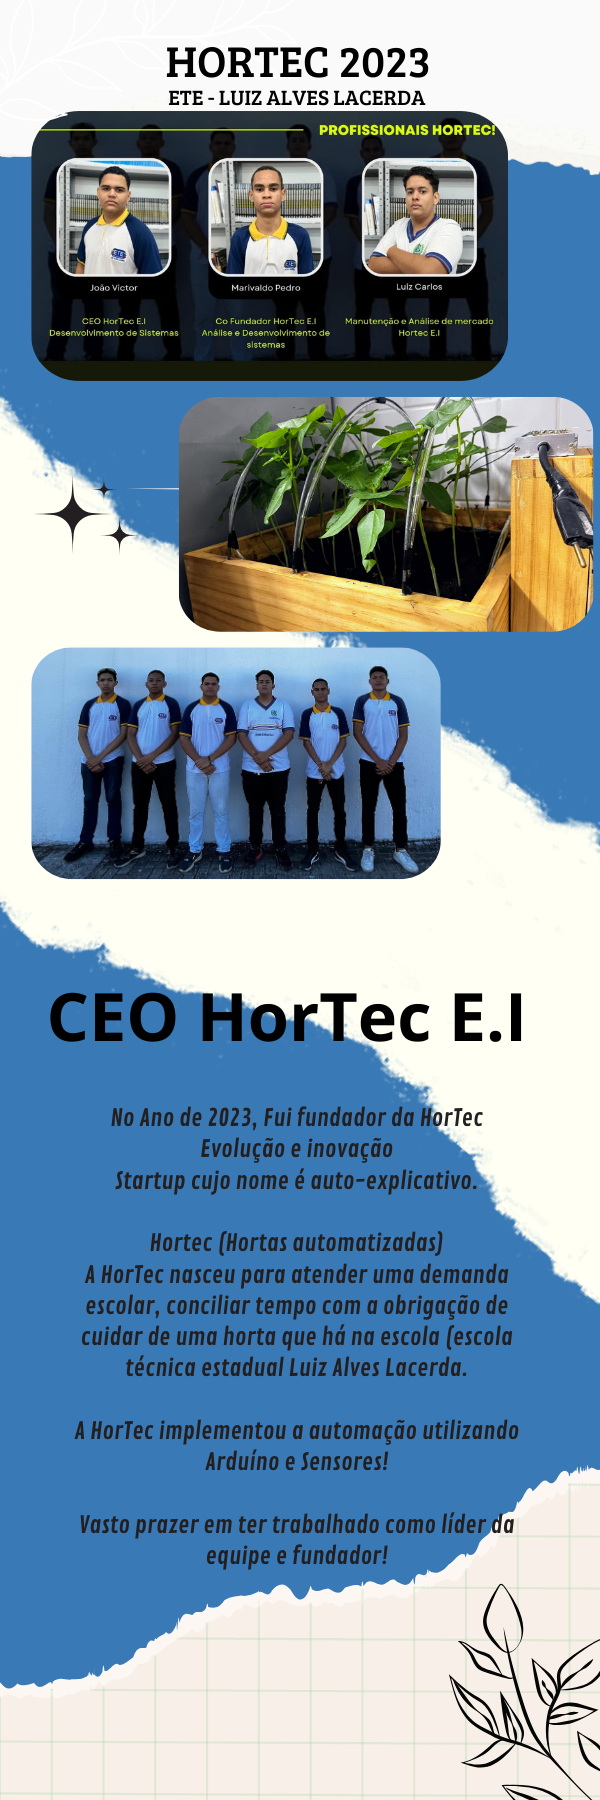 HORTEC 2023
ETE - LUIZ ALVES LACERDA
PROFISSIONAIS HORTEC!
João Victor
CEO HorTec E.I
Desenvolvimento de Sistemas
Marivaldo Pedro
Co Fundador HorTec E.I
Análise e Desenvolvimento de
sistemas
Luiz Carlos
Manutenção e Análise de mercado
Hortec E.I
CEO HorTec E.I
No Ano de 2023, Fui fundador da HorTec
Evolução e inovação
Startup cujo nome é auto-explicativo.
Hortec (Hortas automatizadas)
A HorTec nasceu para atender uma demanda
escolar, conciliar tempo com a obrigação de
cuidar de uma horta que há na escola (escola
técnica estadual Luiz Alves Lacerda.
A HorTec implementou a automação utilizando
Arduíno e Sensores!
Vasto prazer em ter trabalhado como líder da
equipe e fundador!